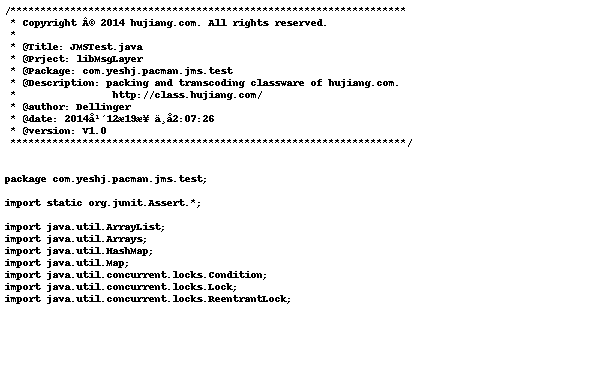 /******************************************************************
* Copyright Â© 2014 hujiang.com. All rights reserved.
*
* @Title: JMSTest.java
* @Prject: libMsgLayer
* @Package: com.yeshj.pacman.jms.test
* @Description: packing and transcoding classware of hujiang.com.
* http://class.hujiang.com/
* @author: Dellinger
* @date: 2014å¹´12æ19æ¥ ä¸å2:07:26
* @version: V1.0
******************************************************************/
package com.yeshj.pacman.jms.test;
import static org.junit.Assert.*;
import java.util.ArrayList;
import java.util.Arrays;
import java.util.HashMap;
import java.util.Map;
import java.util.concurrent.locks.Condition;
import java.util.concurrent.locks.Lock;
import java.util.concurrent.locks.ReentrantLock;